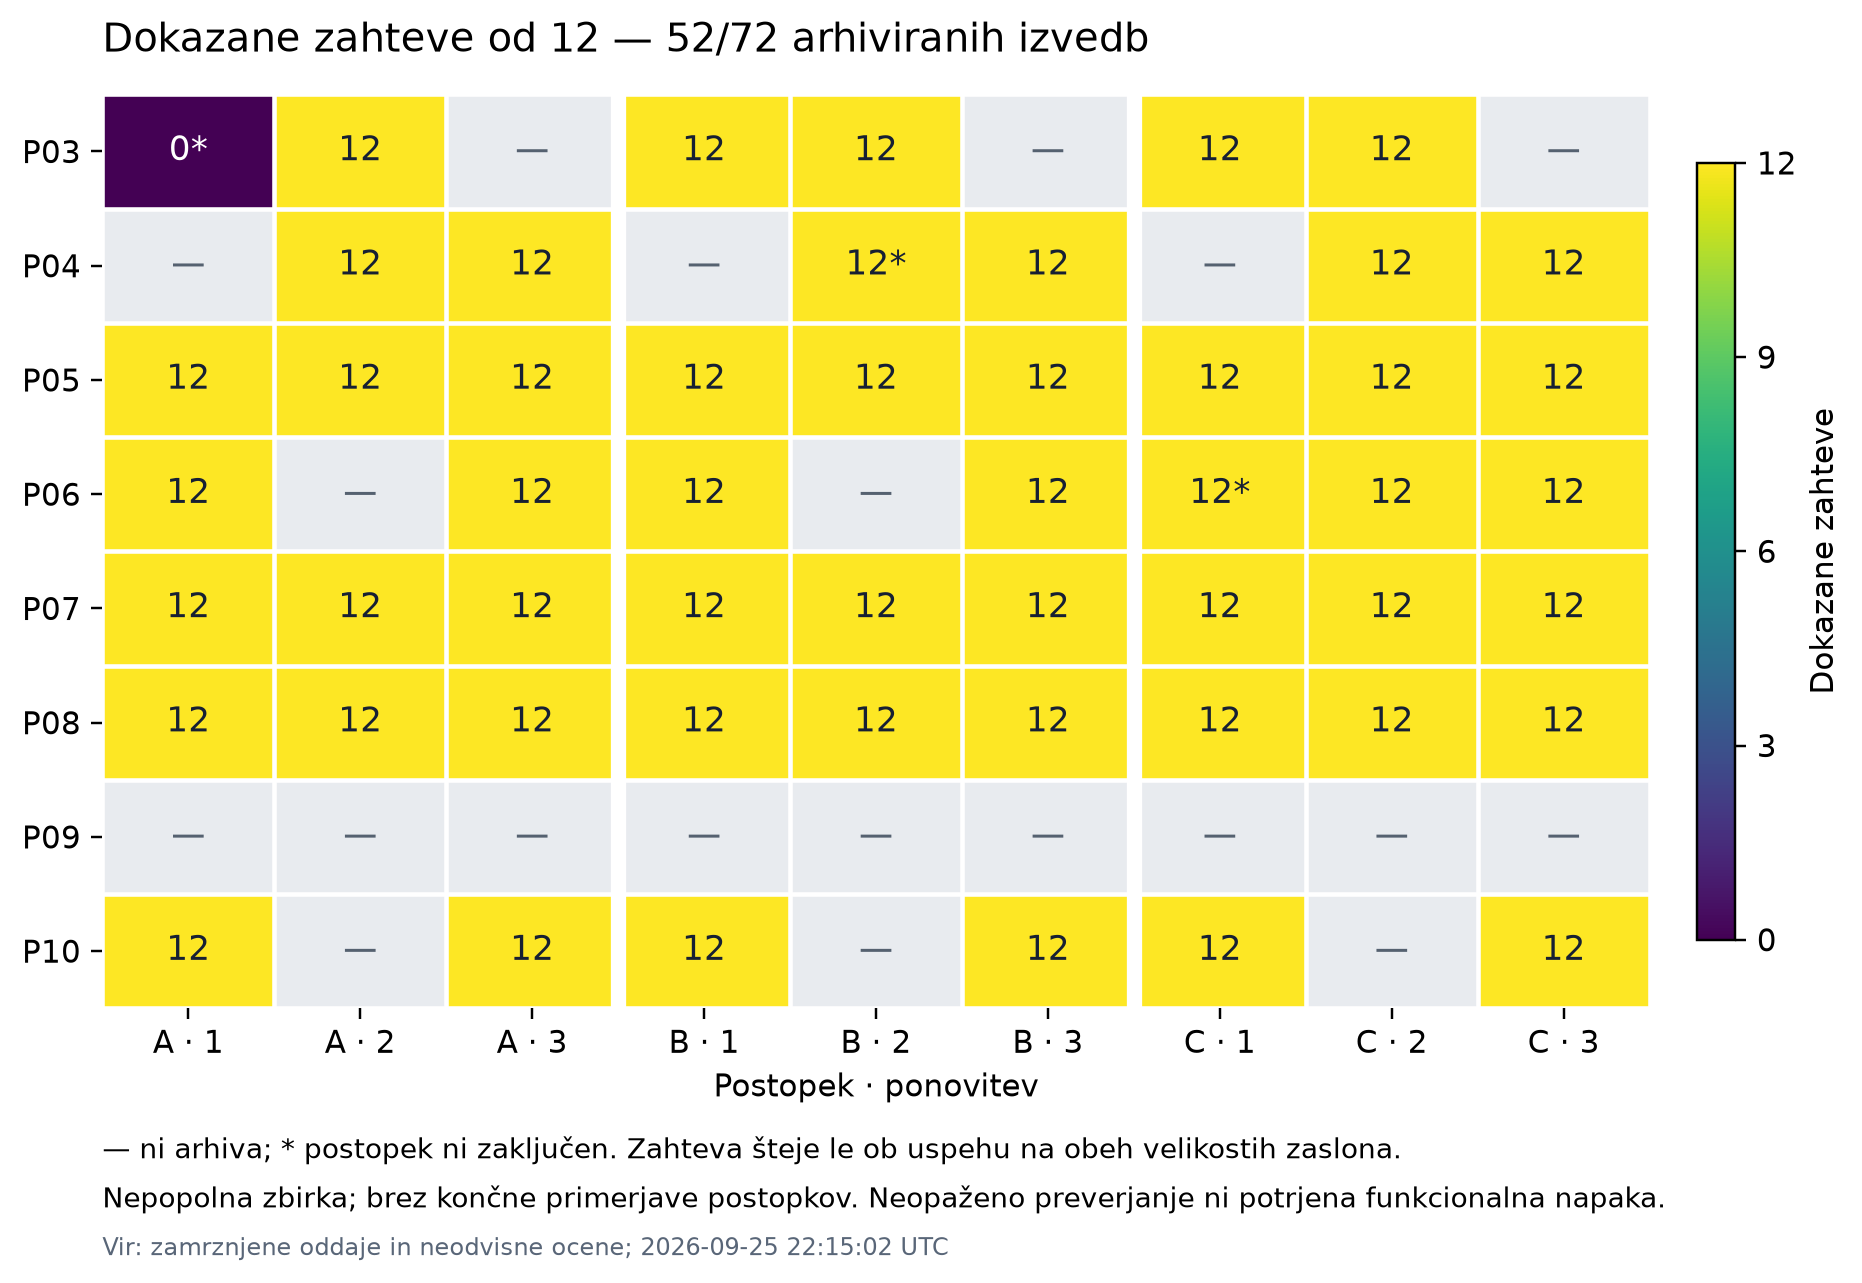 Dokazane zahteve od 12 — 52/72 arhiviranih izvedb
P03 0* 12 — 12 12 — 12 12 —
P04 — 12 12 — 12* 12 — 12 12
P05 12 12 12 12 12 12 12 12 12
P06 12 — 12 12 — 12 12* 12 12
P07 12 12 12 12 12 12 12 12 12
P08 12 12 12 12 12 12 12 12 12
P09 — — — — — — — — —
P10 12 — 12 12 — 12 12 — 12
A · 1 A · 2 A · 3 B · 1 B · 2 B · 3 C · 1 C · 2 C · 3
Postopek · ponovitev
12
9
6
3
0
Dokazane zahteve
— ni arhiva; * postopek ni zaključen. Zahteva šteje le ob uspehu na obeh velikostih zaslona.
Nepopolna zbirka; brez končne primerjave postopkov. Neopaženo preverjanje ni potrjena funkcionalna napaka.
Vir: zamrznjene oddaje in neodvisne ocene; 2026-09-25 22:15:02 UTC